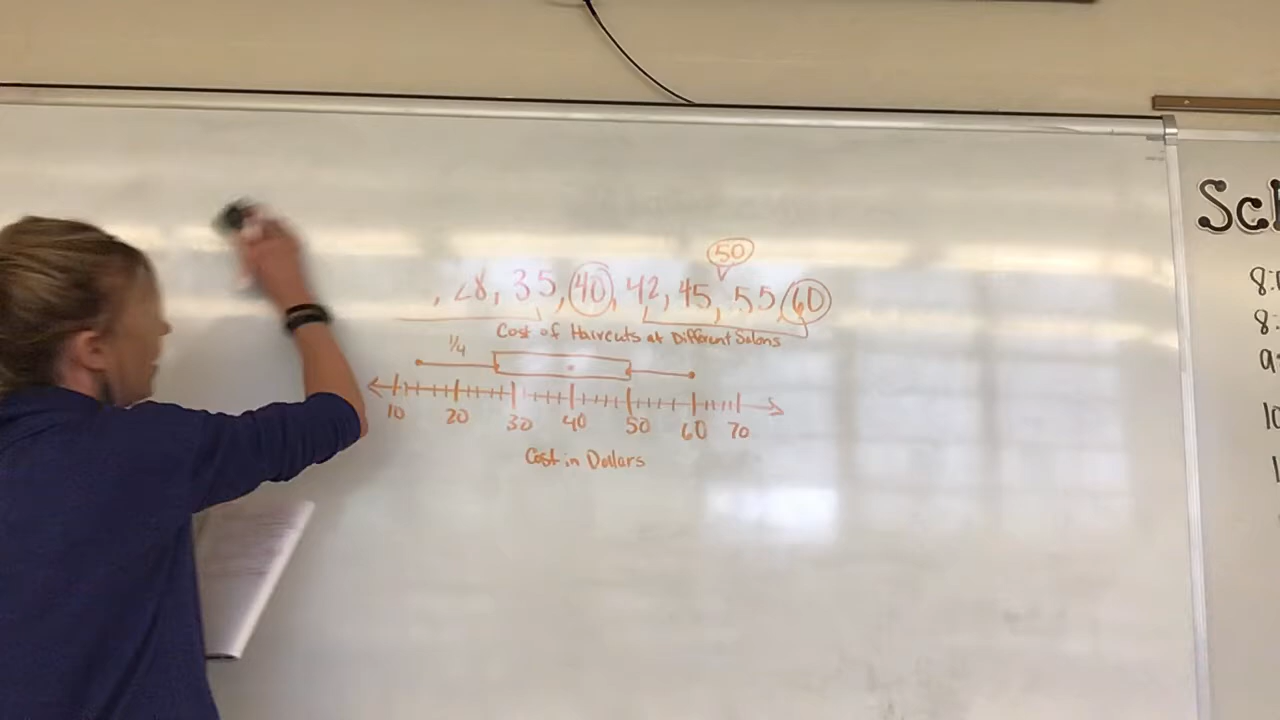 50
, 28, 35, 40, 42, 45, 55, 60
Cost of Haircuts at Different Salons
1/4
10 20 30 40 50 60 70
Cost in Dollars